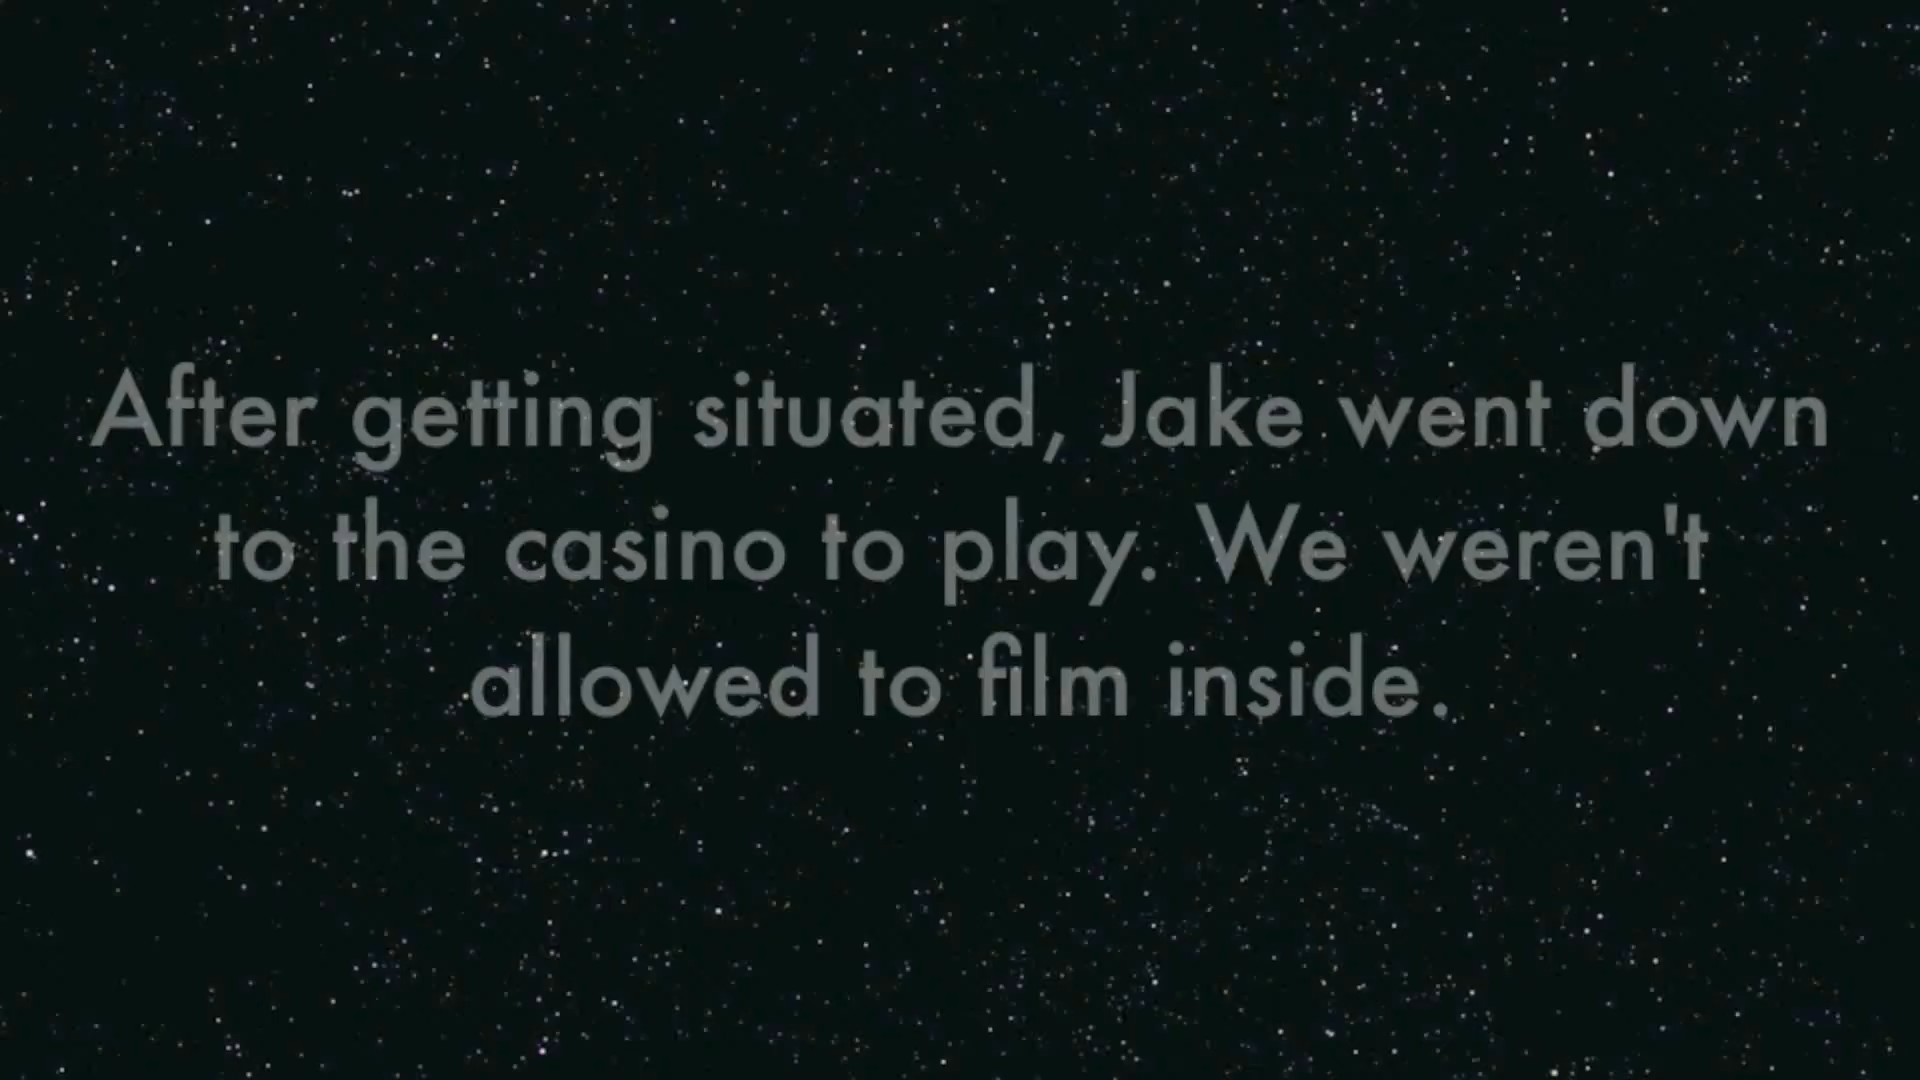 After getting situated, Jake went down
to the casino to play. We weren't
allowed to film inside.